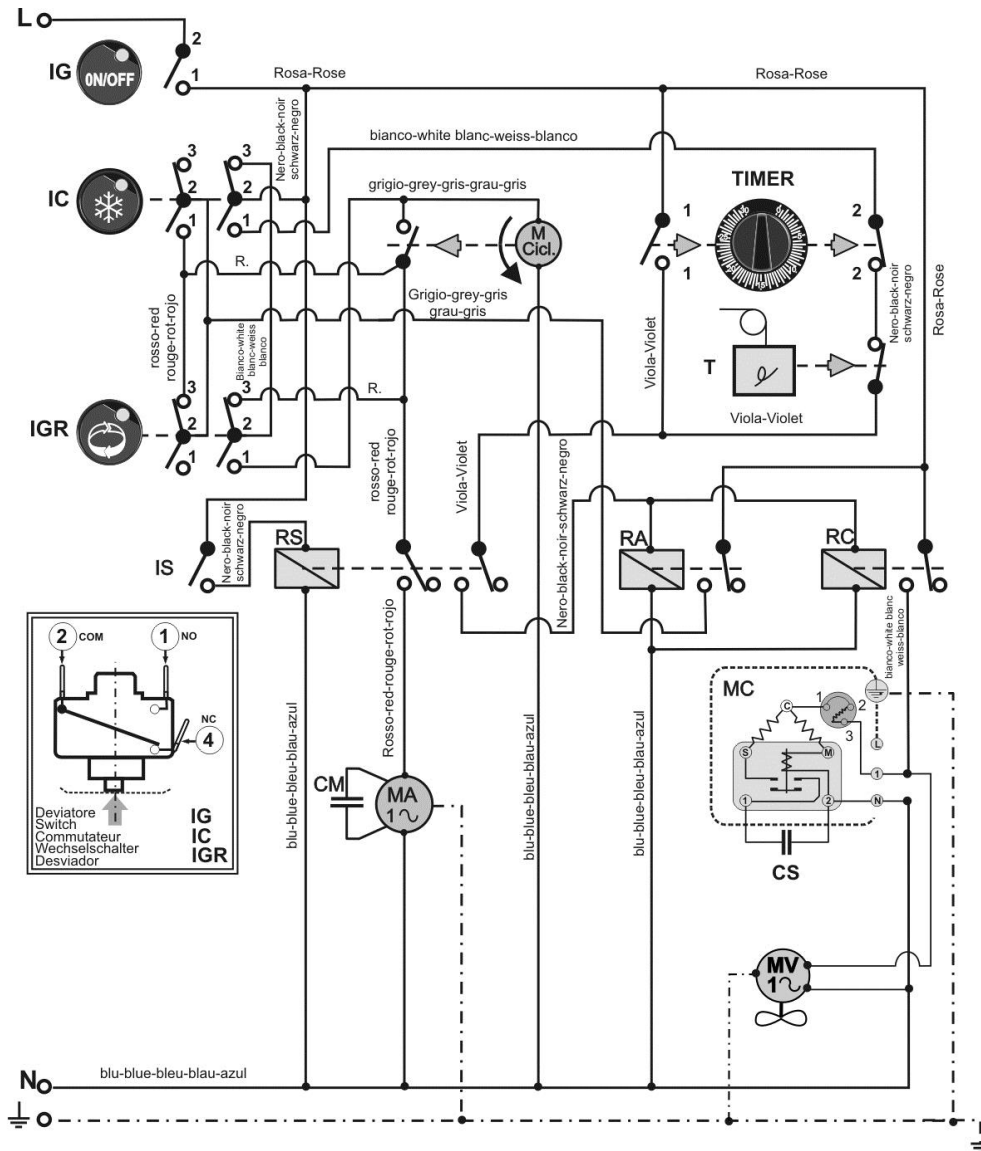 L
2
IG
0N/OFF
1
Rosa-Rose
Rosa-Rose
Nero-black-noir
schwarz-negro
bianco-white blanc-weiss-blanco
3
3
IC
2
2
1
1
grigio-grey-gris-grau-gris
TIMER
M
Cicl.
1
2
1
2
R.
Grigio-grey-gris
grau-gris
rosso-red
rouge-rot-rojo
Bianco-white
blanc-weiss
blanco
Viola-Violet
Nero-black-noir
schwarz-negro
Rosa-Rose
T
3
3
R.
IGR
2
2
1
1
Viola-Violet
rosso-red
rouge-rot-rojo
Viola-Violet
Nero-black-noir-schwarz-negro
Nero-black-noir
schwarz-negro
IS
RS
RA
RC
bianco-white blanc
weiss-blanco
2 COM
1 NO
NC
4
Deviatore
Switch
Commutateur
Wechselschalter
Desviador
IG
IC
IGR
blu-blue-bleu-blau-azul
Rosso-red-rouge-rot-rojo
blu-blue-bleu-blau-azul
blu-blue-bleu-blau-azul
MC
C
1
2
3
S
M
L
1
1
2
N
CS
CM
MA
1
MV
1
N
blu-blue-bleu-blau-azul